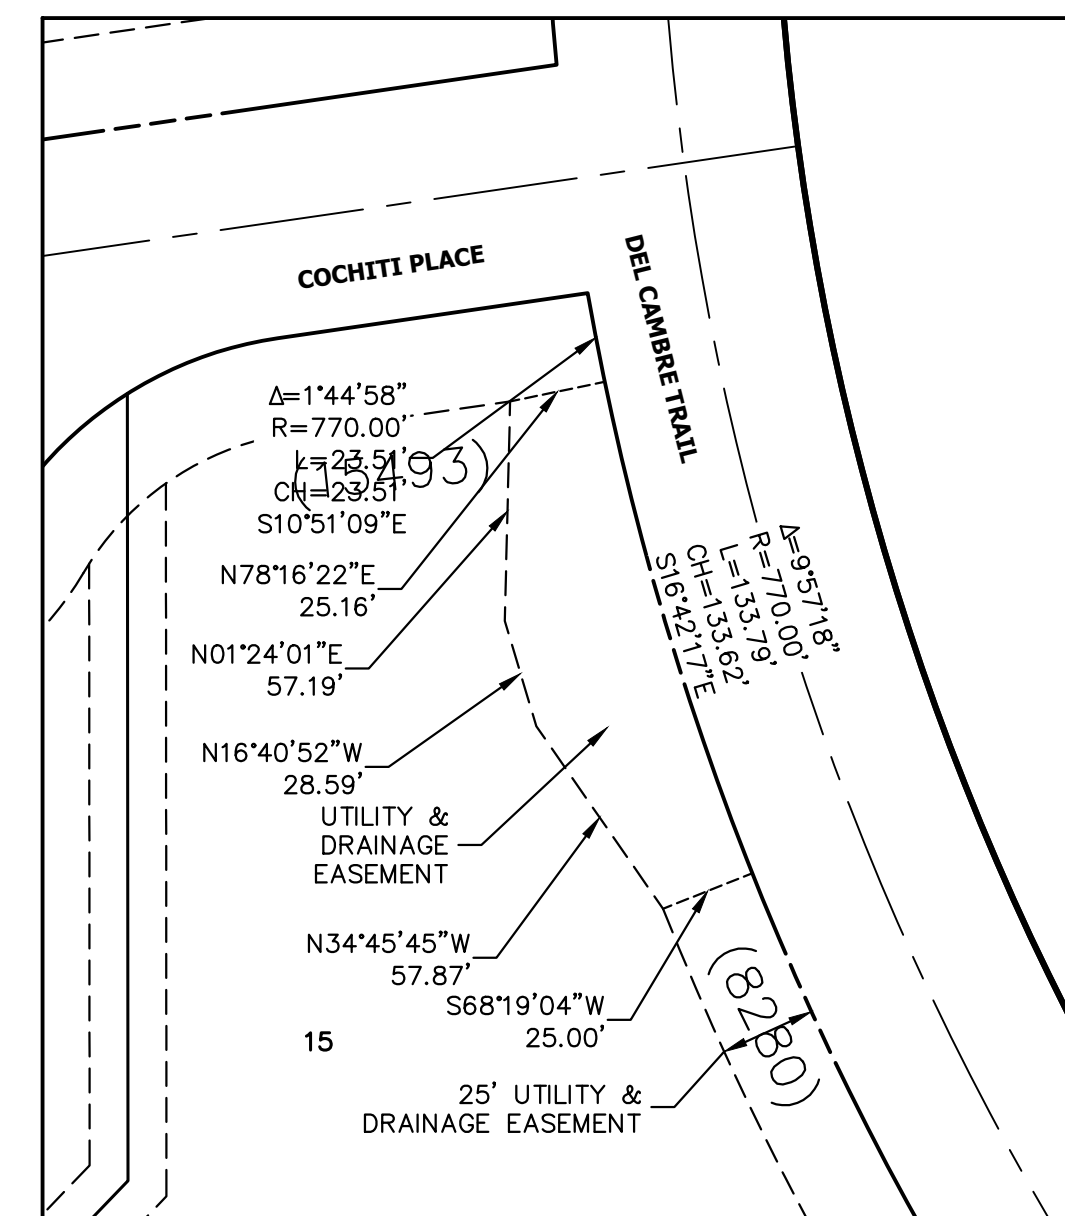 COCHITI PLACE
DEL CAMBRE TRAIL
Δ=1°44'58"
R=770.00'
L=23.51'
CH=23.51'
S10°51'09"E
(15493)
N78°16'22"E
25.16'
N01°24'01"E
57.19'
Δ=9°57'18"
R=770.00'
L=133.79'
CH=133.62'
S16°42'17"E
N16°40'52"W
28.59'
UTILITY &
DRAINAGE
EASEMENT
N34°45'45"W
57.87'
S68°19'04"W
25.00'
(8280)
15
25' UTILITY &
DRAINAGE EASEMENT